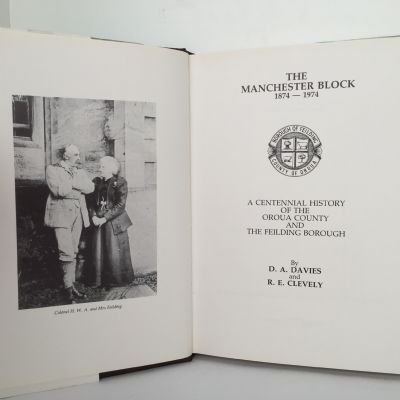 Colonel H. W. A. and Mrs Feilding.
THE
MANCHESTER BLOCK
1874 — 1974
BOROUGH OF FEILDING
COUNTY OF OROUA
A CENTENNIAL HISTORY
OF THE
OROUA COUNTY
AND
THE FEILDING BOROUGH
By
D. A. DAVIES
and
R. E. CLEVELY